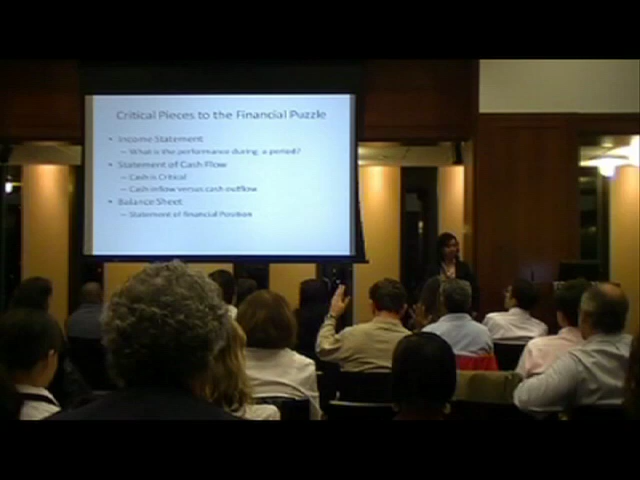 Critical Pieces to the Financial Puzzle
• Income Statement
– What is the performance during a period?
• Statement of Cash Flow
– Cash is Critical
– Cash inflow versus cash outflow
• Balance Sheet
– Statement of Financial Position